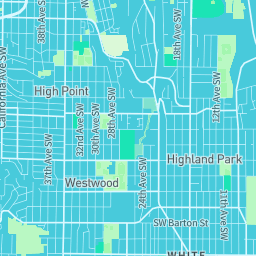 38th Ave SW
18th Ave SW
California Ave SW
High Point
28th Ave SW
12th Ave SW
32nd Ave SW
30th Ave SW
37th Ave SW
Highland Park
24th Ave SW
Westwood
11th Ave SW
SW Barton St
WHITE